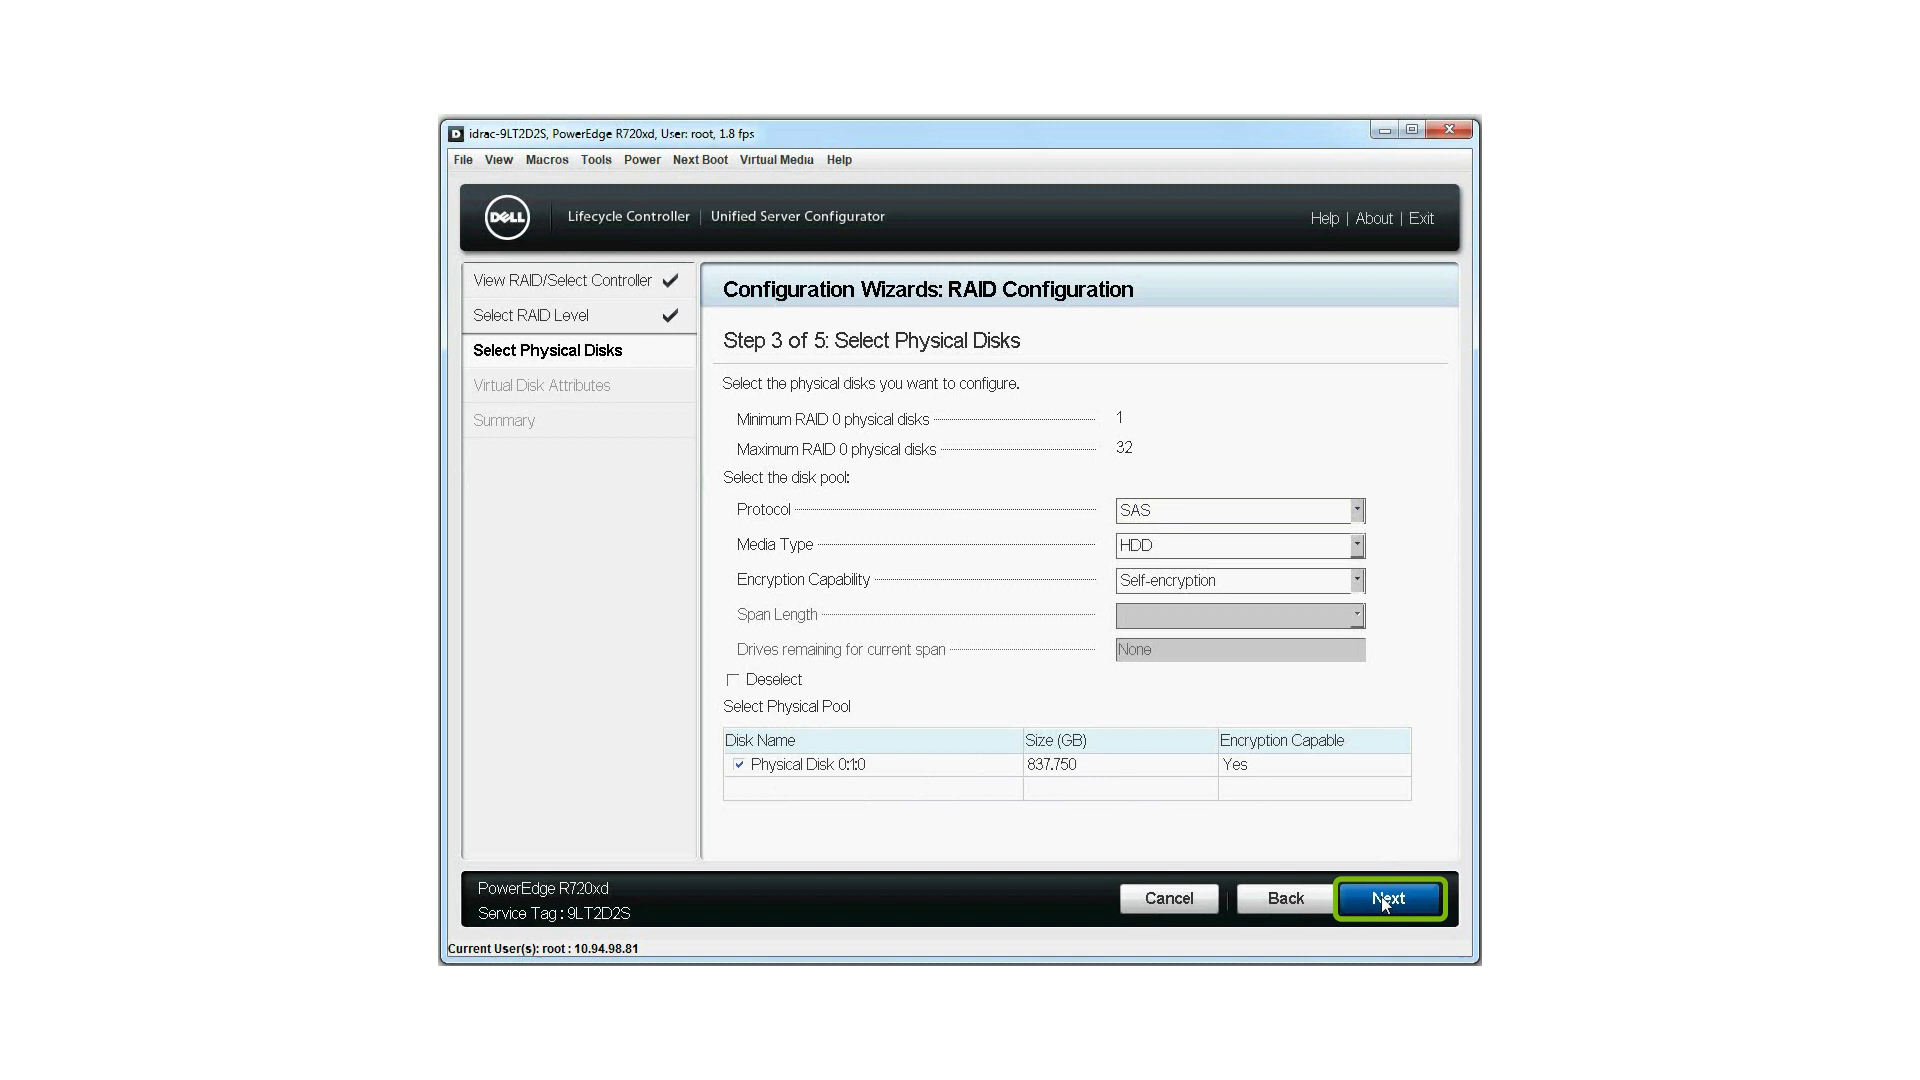 idrac-9LT2D2S, PowerEdge R720xd, User: root, 1.8 fps
File View Macros Tools Power Next Boot Virtual Media Help
DELL Lifecycle Controller | Unified Server Configurator Help | About | Exit
View RAID/Select Controller
Select RAID Level
Select Physical Disks
Virtual Disk Attributes
Summary
Configuration Wizards: RAID Configuration
Step 3 of 5: Select Physical Disks
Select the physical disks you want to configure.
Minimum RAID 0 physical disks 1
Maximum RAID 0 physical disks 32
Select the disk pool:
Protocol SAS
Media Type HDD
Encryption Capability Self-encryption
Span Length
Drives remaining for current span None
Deselect
Select Physical Pool
Disk Name Size (GB) Encryption Capable
Physical Disk 0:1:0 837.750 Yes
PowerEdge R720xd
Service Tag : 9LT2D2S
Cancel Back Next
Current User(s): root : 10.94.98.81